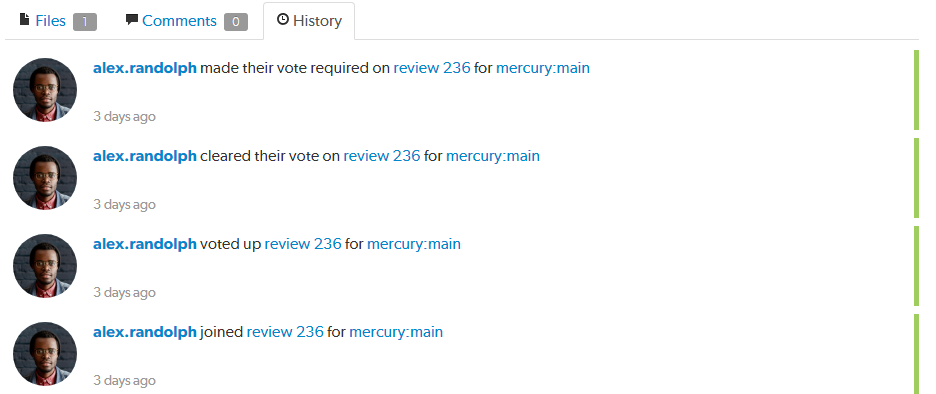 Files 1 Comments 0 History
alex.randolph made their vote required on review 236 for mercury:main
3 days ago
alex.randolph cleared their vote on review 236 for mercury:main
3 days ago
alex.randolph voted up review 236 for mercury:main
3 days ago
alex.randolph joined review 236 for mercury:main
3 days ago